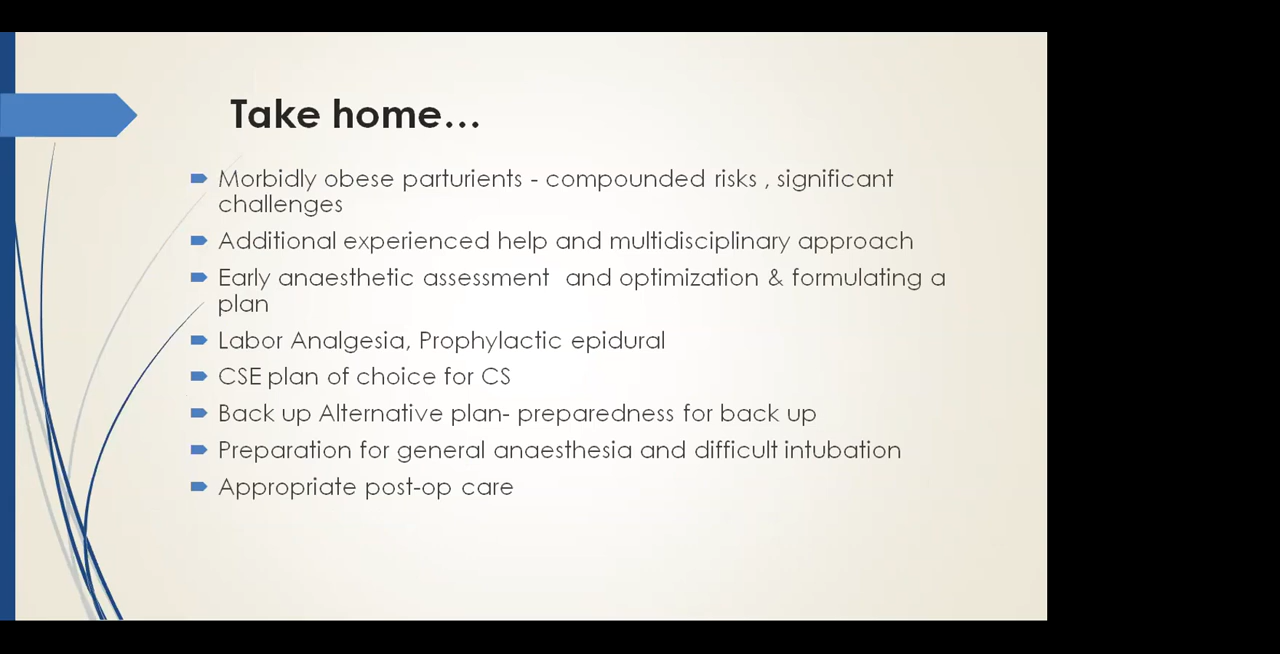 Take home...
Morbidly obese parturients - compounded risks , significant
challenges
Additional experienced help and multidisciplinary approach
Early anaesthetic assessment  and optimization & formulating a
plan
Labor Analgesia, Prophylactic epidural
CSE plan of choice for CS
Back up Alternative plan- preparedness for back up
Preparation for general anaesthesia and difficult intubation
Appropriate post-op care